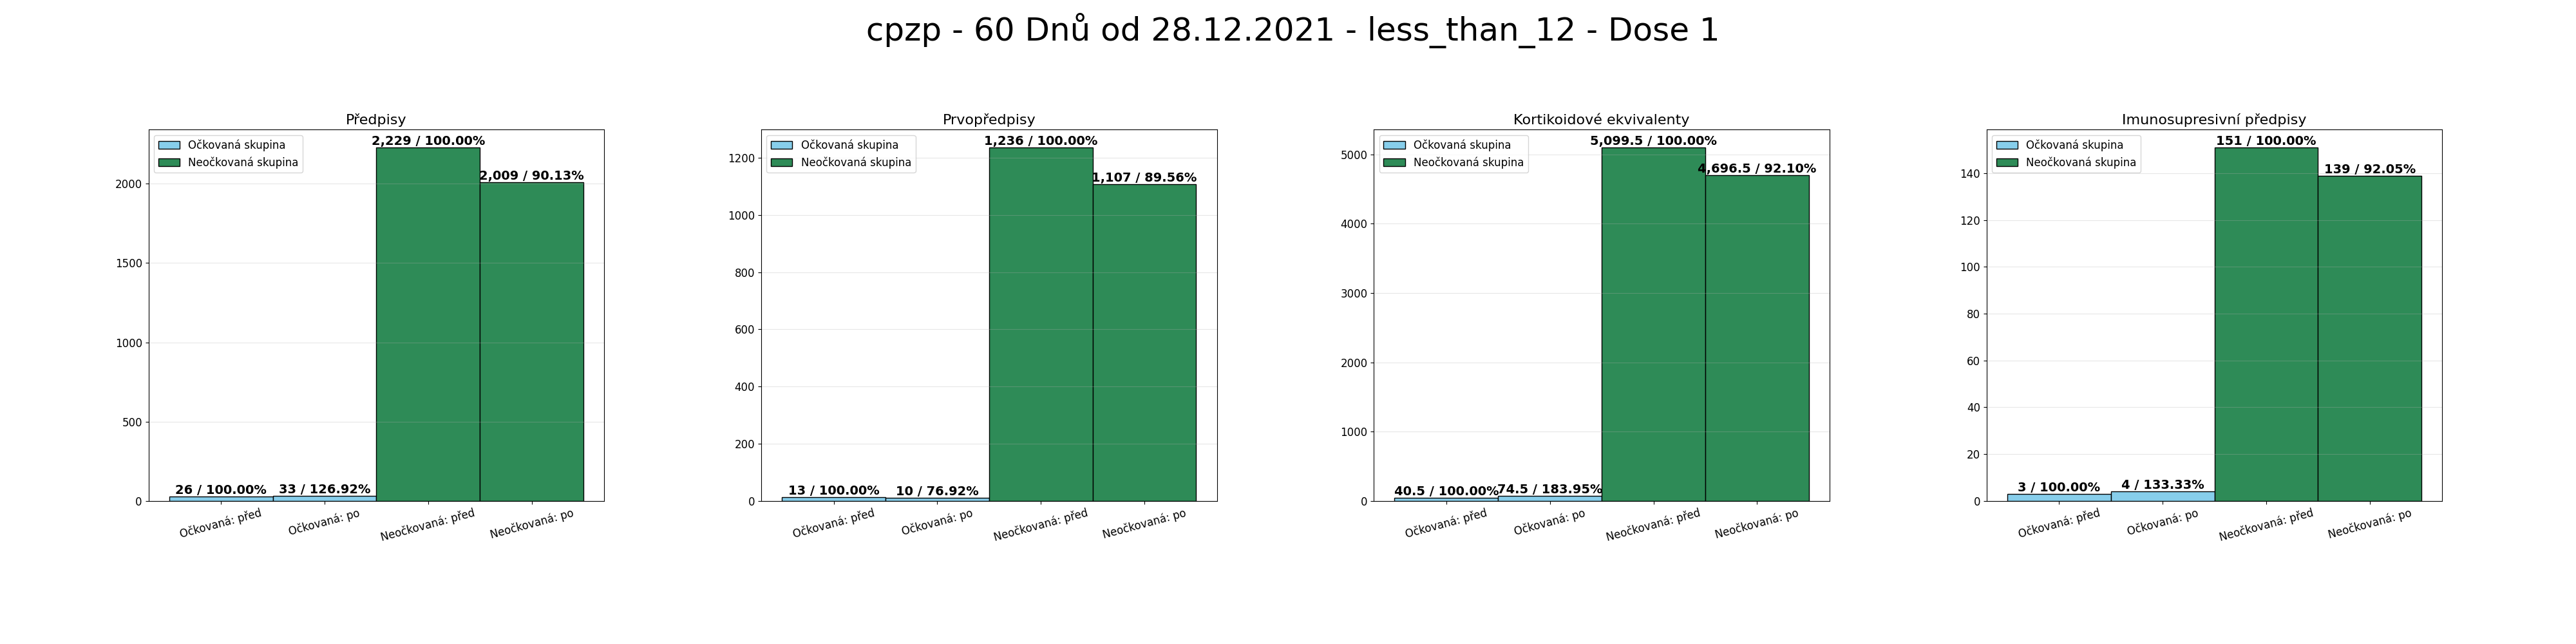 cpzp - 60 Dnů od 28.12.2021 - less_than_12 - Dose 1
Předpisy
Očkovaná skupina
Neočkovaná skupina
2,229 / 100.00%
2,009 / 90.13%
26 / 100.00%
33 / 126.92%
2000
1500
1000
500
0
Očkovaná: před
Očkovaná: po
Neočkovaná: před
Neočkovaná: po
Prvopředpisy
Očkovaná skupina
Neočkovaná skupina
1,236 / 100.00%
1,107 / 89.56%
13 / 100.00%
10 / 76.92%
1200
1000
800
600
400
200
0
Očkovaná: před
Očkovaná: po
Neočkovaná: před
Neočkovaná: po
Kortikoidové ekvivalenty
Očkovaná skupina
Neočkovaná skupina
5,099.5 / 100.00%
4,696.5 / 92.10%
40.5 / 100.00%
74.5 / 183.95%
5000
4000
3000
2000
1000
0
Očkovaná: před
Očkovaná: po
Neočkovaná: před
Neočkovaná: po
Imunosupresivní předpisy
Očkovaná skupina
Neočkovaná skupina
151 / 100.00%
139 / 92.05%
3 / 100.00%
4 / 133.33%
140
120
100
80
60
40
20
0
Očkovaná: před
Očkovaná: po
Neočkovaná: před
Neočkovaná: po